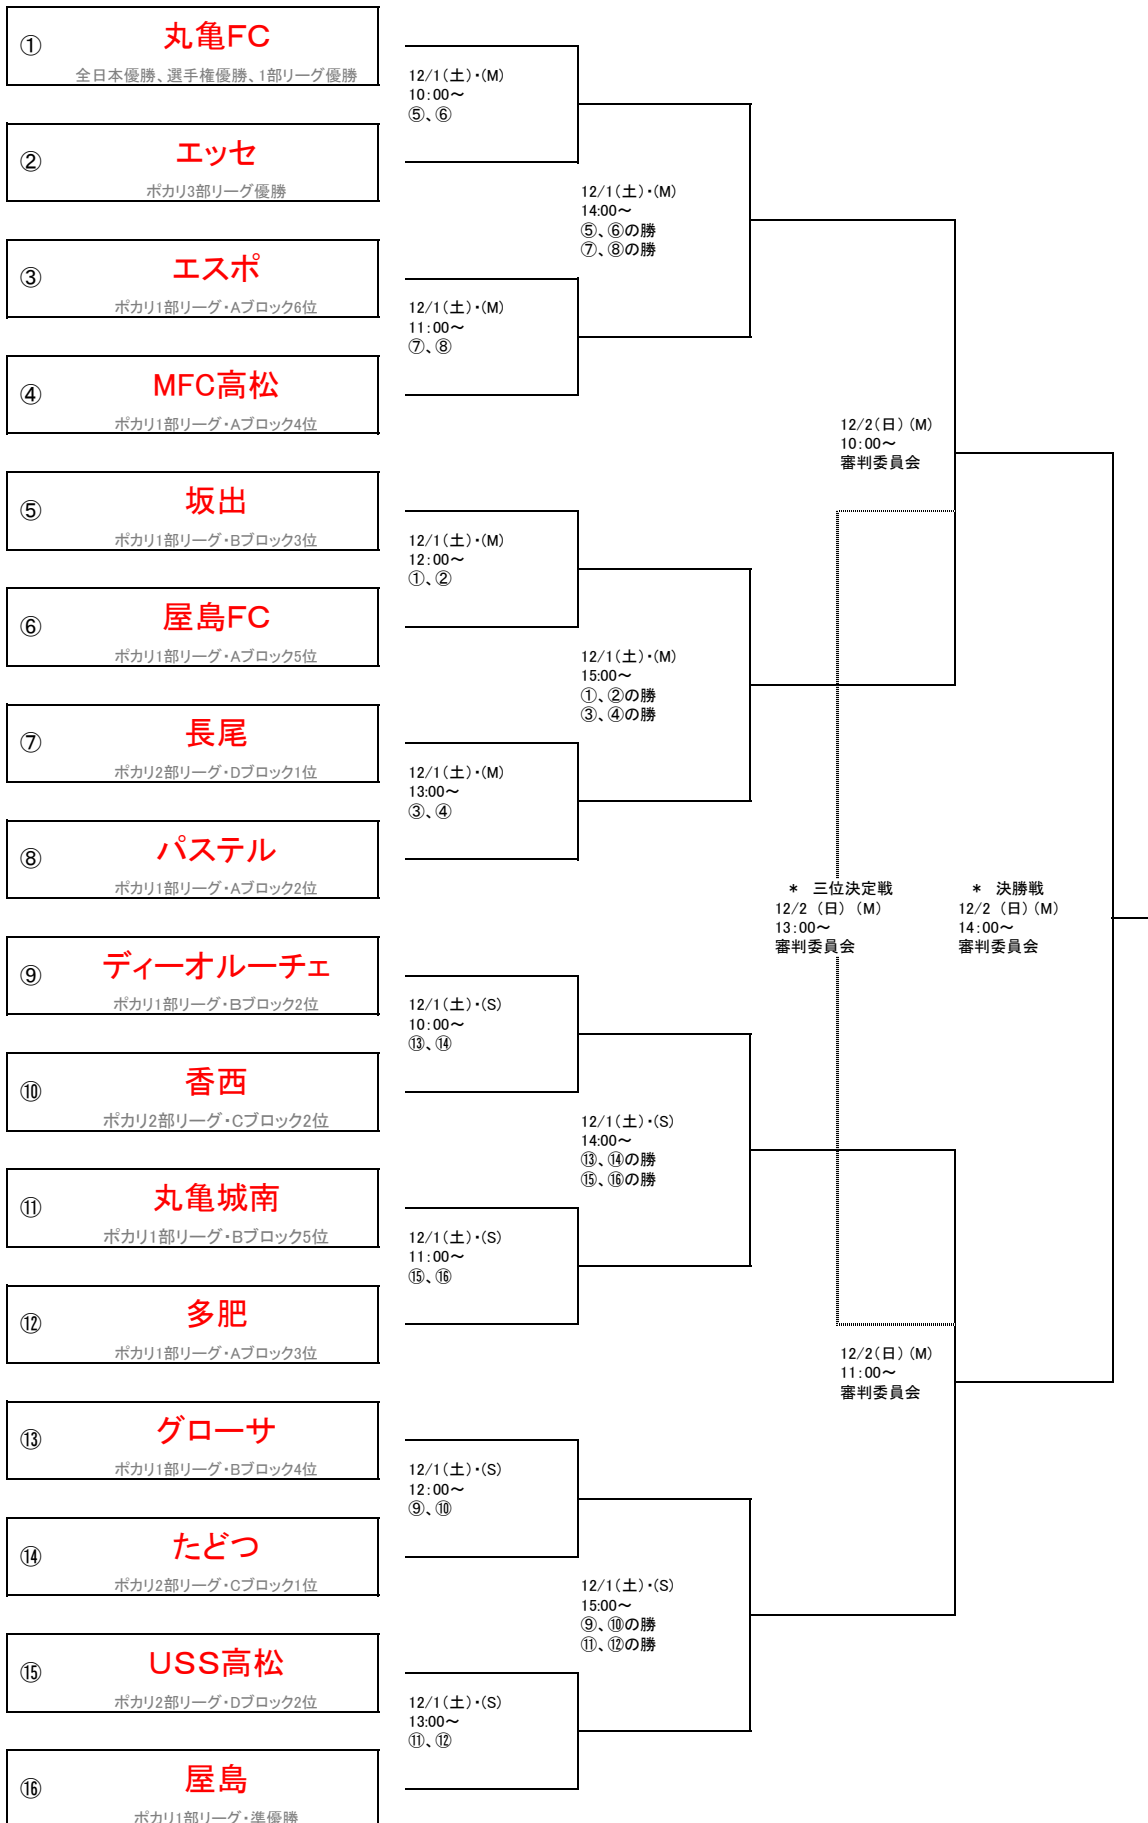 ①
丸亀FC
全日本優勝、選手権優勝、1部リーグ優勝
②
エッセ
ポカリ3部リーグ優勝
③
エスポ
ポカリ1部リーグ・Aブロック6位
④
MFC高松
ポカリ1部リーグ・Aブロック4位
⑤
坂出
ポカリ1部リーグ・Bブロック3位
⑥
屋島FC
ポカリ1部リーグ・Aブロック5位
⑦
長尾
ポカリ2部リーグ・Dブロック1位
⑧
パステル
ポカリ1部リーグ・Aブロック2位
⑨
ディーオルーチェ
ポカリ1部リーグ・Bブロック2位
⑩
香西
ポカリ2部リーグ・Cブロック2位
⑪
丸亀城南
ポカリ1部リーグ・Bブロック5位
⑫
多肥
ポカリ1部リーグ・Aブロック3位
⑬
グローサ
ポカリ1部リーグ・Bブロック4位
⑭
たどつ
ポカリ2部リーグ・Cブロック1位
⑮
USS高松
ポカリ2部リーグ・Dブロック2位
⑯
屋島
ポカリ1部リーグ・準優勝
12/1(土)・(M)
10:00～
⑤、⑥
12/1(土)・(M)
11:00～
⑦、⑧
12/1(土)・(M)
12:00～
①、②
12/1(土)・(M)
13:00～
③、④
12/1(土)・(S)
10:00～
⑬、⑭
12/1(土)・(S)
11:00～
⑮、⑯
12/1(土)・(S)
12:00～
⑨、⑩
12/1(土)・(S)
13:00～
⑪、⑫
12/1(土)・(M)
14:00～
⑤、⑥の勝
⑦、⑧の勝
12/1(土)・(M)
15:00～
①、②の勝
③、④の勝
12/1(土)・(S)
14:00～
⑬、⑭の勝
⑮、⑯の勝
12/1(土)・(S)
15:00～
⑨、⑩の勝
⑪、⑫の勝
12/2(日)(M)
10:00～
審判委員会
* 三位決定戦
12/2 (日) (M)
13:00～
審判委員会
12/2(日)(M)
11:00～
審判委員会
* 決勝戦
12/2 (日)(M)
14:00～
審判委員会